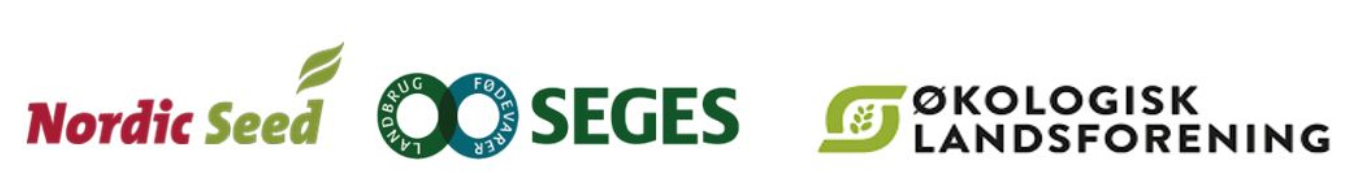 Nordic Seed
LANDBRUG FØDEVARER
SEGES
ØKOLOGISK
LANDSFORENING